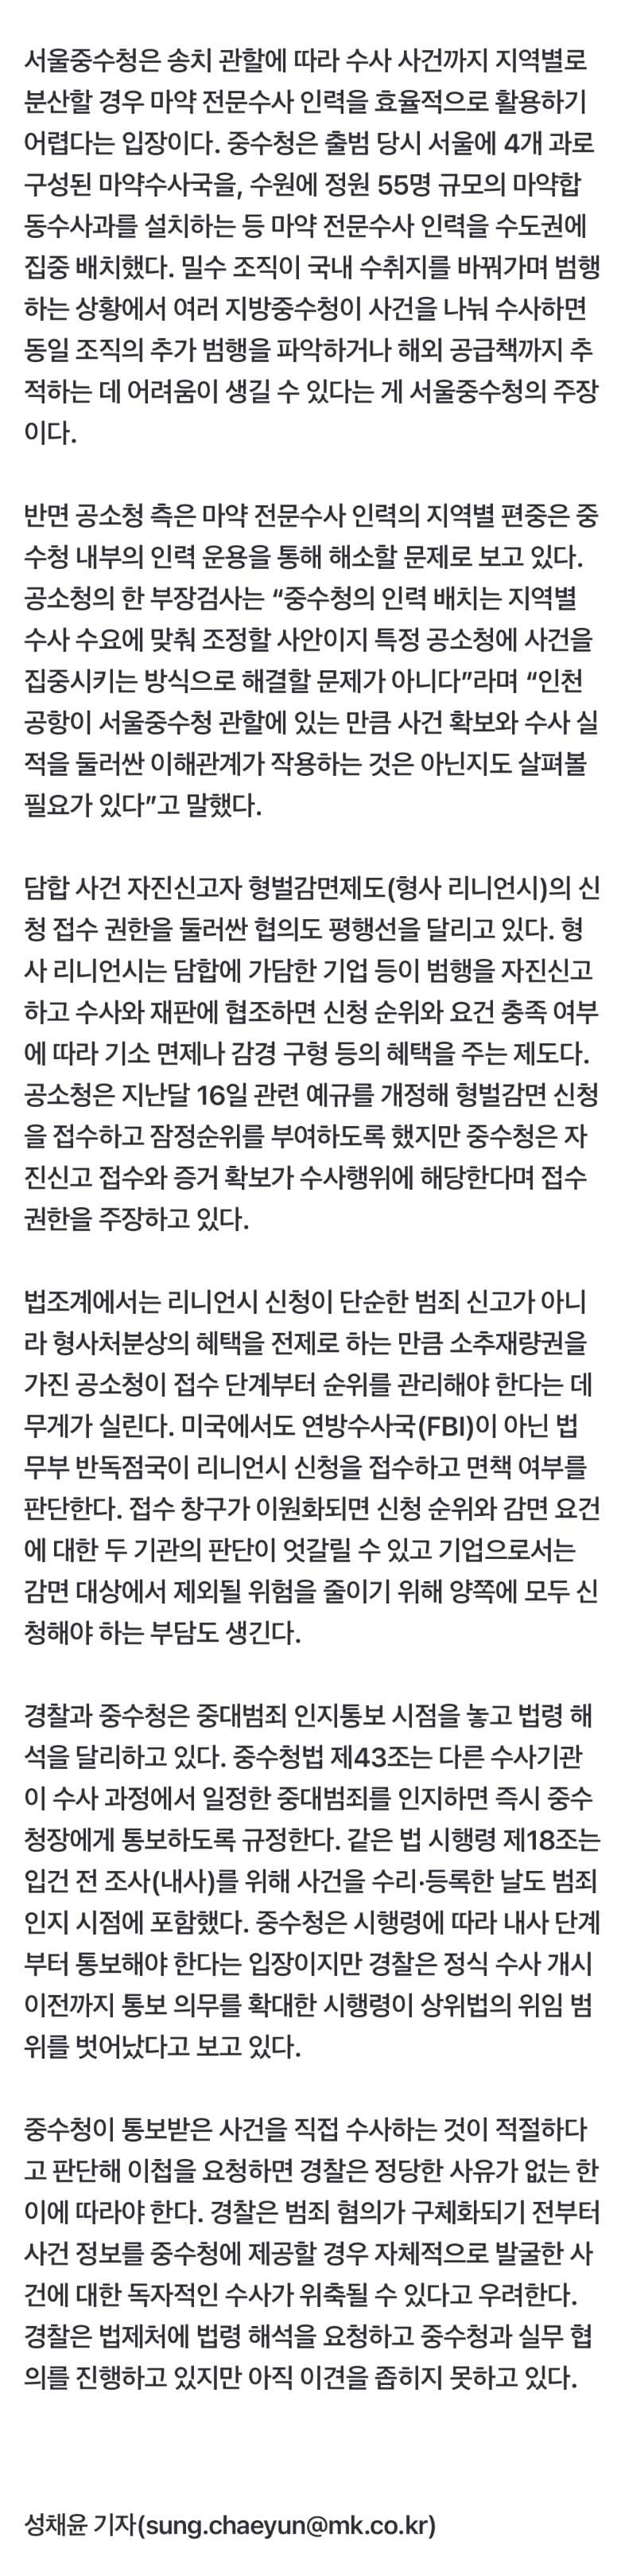 서울중수청은 송치 관할에 따라 수사 사건까지 지역별로
분산할 경우 마약 전문수사 인력을 효율적으로 활용하기
어렵다는 입장이다. 중수청은 출범 당시 서울에 4개 과로
구성된 마약수사국을, 수원에 정원 55명 규모의 마약합
동수사과를 설치하는 등 마약 전문수사 인력을 수도권에
집중 배치했다. 밀수 조직이 국내 수취지를 바꿔가며 범행
하는 상황에서 여러 지방중수청이 사건을 나눠 수사하면
동일 조직의 추가 범행을 파악하거나 해외 공급책까지 추
적하는 데 어려움이 생길 수 있다는 게 서울중수청의 주장
이다.
반면 공소청 측은 마약 전문수사 인력의 지역별 편중은 중
수청 내부의 인력 운용을 통해 해소할 문제로 보고 있다.
공소청의 한 부장검사는 “중수청의 인력 배치는 지역별
수사 수요에 맞춰 조정할 사안이지 특정 공소청에 사건을
집중시키는 방식으로 해결할 문제가 아니다”라며 “인천
공항이 서울중수청 관할에 있는 만큼 사건 확보와 수사 실
적을 둘러싼 이해관계가 작용하는 것은 아닌지도 살펴볼
필요가 있다”고 말했다.
담합 사건 자진신고자 형벌감면제도(형사 리니언시)의 신
청 접수 권한을 둘러싼 협의도 평행선을 달리고 있다. 형
사 리니언시는 담합에 가담한 기업 등이 범행을 자진신고
하고 수사와 재판에 협조하면 신청 순위와 요건 충족 여부
에 따라 기소 면제나 감경 구형 등의 혜택을 주는 제도다.
공소청은 지난달 16일 관련 예규를 개정해 형벌감면 신청
을 접수하고 잠정순위를 부여하도록 했지만 중수청은 자
진신고 접수와 증거 확보가 수사행위에 해당한다며 접수
권한을 주장하고 있다.
법조계에서는 리니언시 신청이 단순한 범죄 신고가 아니
라 형사처분상의 혜택을 전제로 하는 만큼 소추재량권을
가진 공소청이 접수 단계부터 순위를 관리해야 한다는 데
무게가 실린다. 미국에서도 연방수사국(FBI)이 아닌 법
무부 반독점국이 리니언시 신청을 접수하고 면책 여부를
판단한다. 접수 창구가 이원화되면 신청 순위와 감면 요건
에 대한 두 기관의 판단이 엇갈릴 수 있고 기업으로서는
감면 대상에서 제외될 위험을 줄이기 위해 양쪽에 모두 신
청해야 하는 부담도 생긴다.
경찰과 중수청은 중대범죄 인지통보 시점을 놓고 법령 해
석을 달리하고 있다. 중수청법 제43조는 다른 수사기관
이 수사 과정에서 일정한 중대범죄를 인지하면 즉시 중수
청장에게 통보하도록 규정한다. 같은 법 시행령 제18조는
입건 전 조사(내사)를 위해 사건을 수리·등록한 날도 범죄
인지 시점에 포함했다. 중수청은 시행령에 따라 내사 단계
부터 통보해야 한다는 입장이지만 경찰은 정식 수사 개시
이전까지 통보 의무를 확대한 시행령이 상위법의 위임 범
위를 벗어났다고 보고 있다.
중수청이 통보받은 사건을 직접 수사하는 것이 적절하다
고 판단해 이첩을 요청하면 경찰은 정당한 사유가 없는 한
이에 따라야 한다. 경찰은 범죄 혐의가 구체화되기 전부터
사건 정보를 중수청에 제공할 경우 자체적으로 발굴한 사
건에 대한 독자적인 수사가 위축될 수 있다고 우려한다.
경찰은 법제처에 법령 해석을 요청하고 중수청과 실무 협
의를 진행하고 있지만 아직 이견을 좁히지 못하고 있다.
성채윤 기자(sung.chaeyun@mk.co.kr)